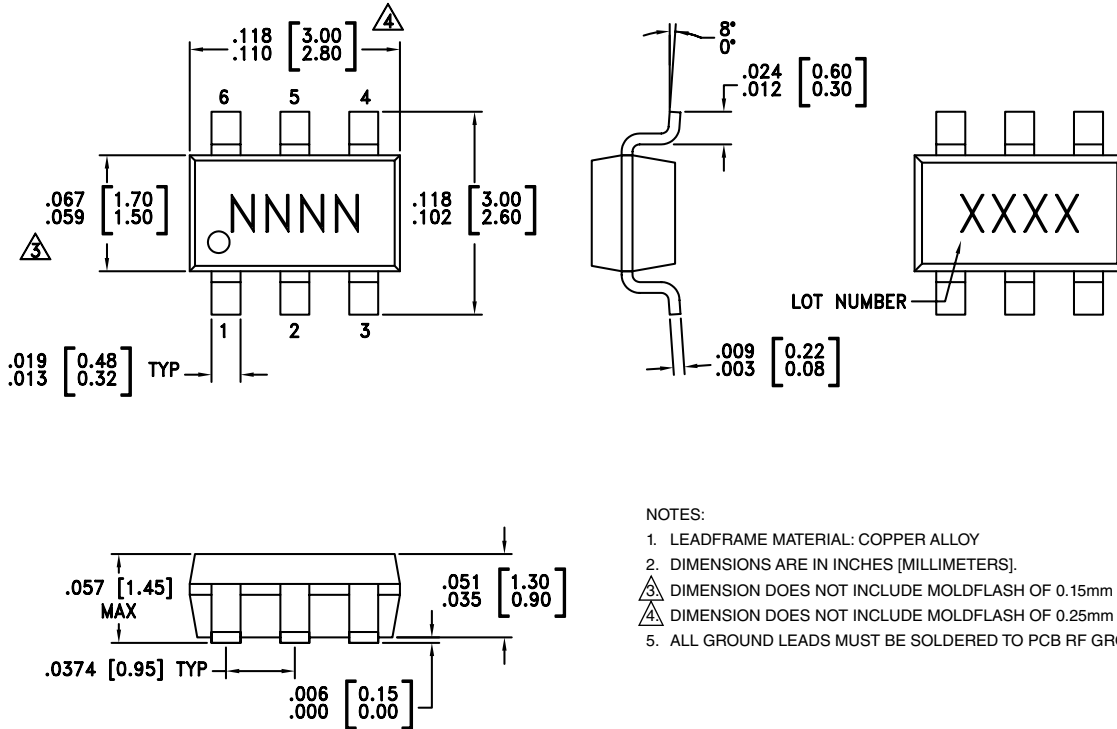 .118 [3.00]
.110 [2.80]
4
6 5 4
.067 [1.70]
.059 [1.50]
3
NNNN
.118 [3.00]
.102 [2.60]
1 2 3
.019 [0.48] TYP
.013 [0.32]
8°
0°
.024 [0.60]
.012 [0.30]
.009 [0.22]
.003 [0.08]
XXXX
LOT NUMBER
.057 [1.45]
MAX
.051 [1.30]
.035 [0.90]
.0374 [0.95] TYP
.006 [0.15]
.000 [0.00]
NOTES:
1. LEADFRAME MATERIAL: COPPER ALLOY
2. DIMENSIONS ARE IN INCHES [MILLIMETERS].
3. DIMENSION DOES NOT INCLUDE MOLDFLASH OF 0.15mm
4. DIMENSION DOES NOT INCLUDE MOLDFLASH OF 0.25mm
5. ALL GROUND LEADS MUST BE SOLDERED TO PCB RF